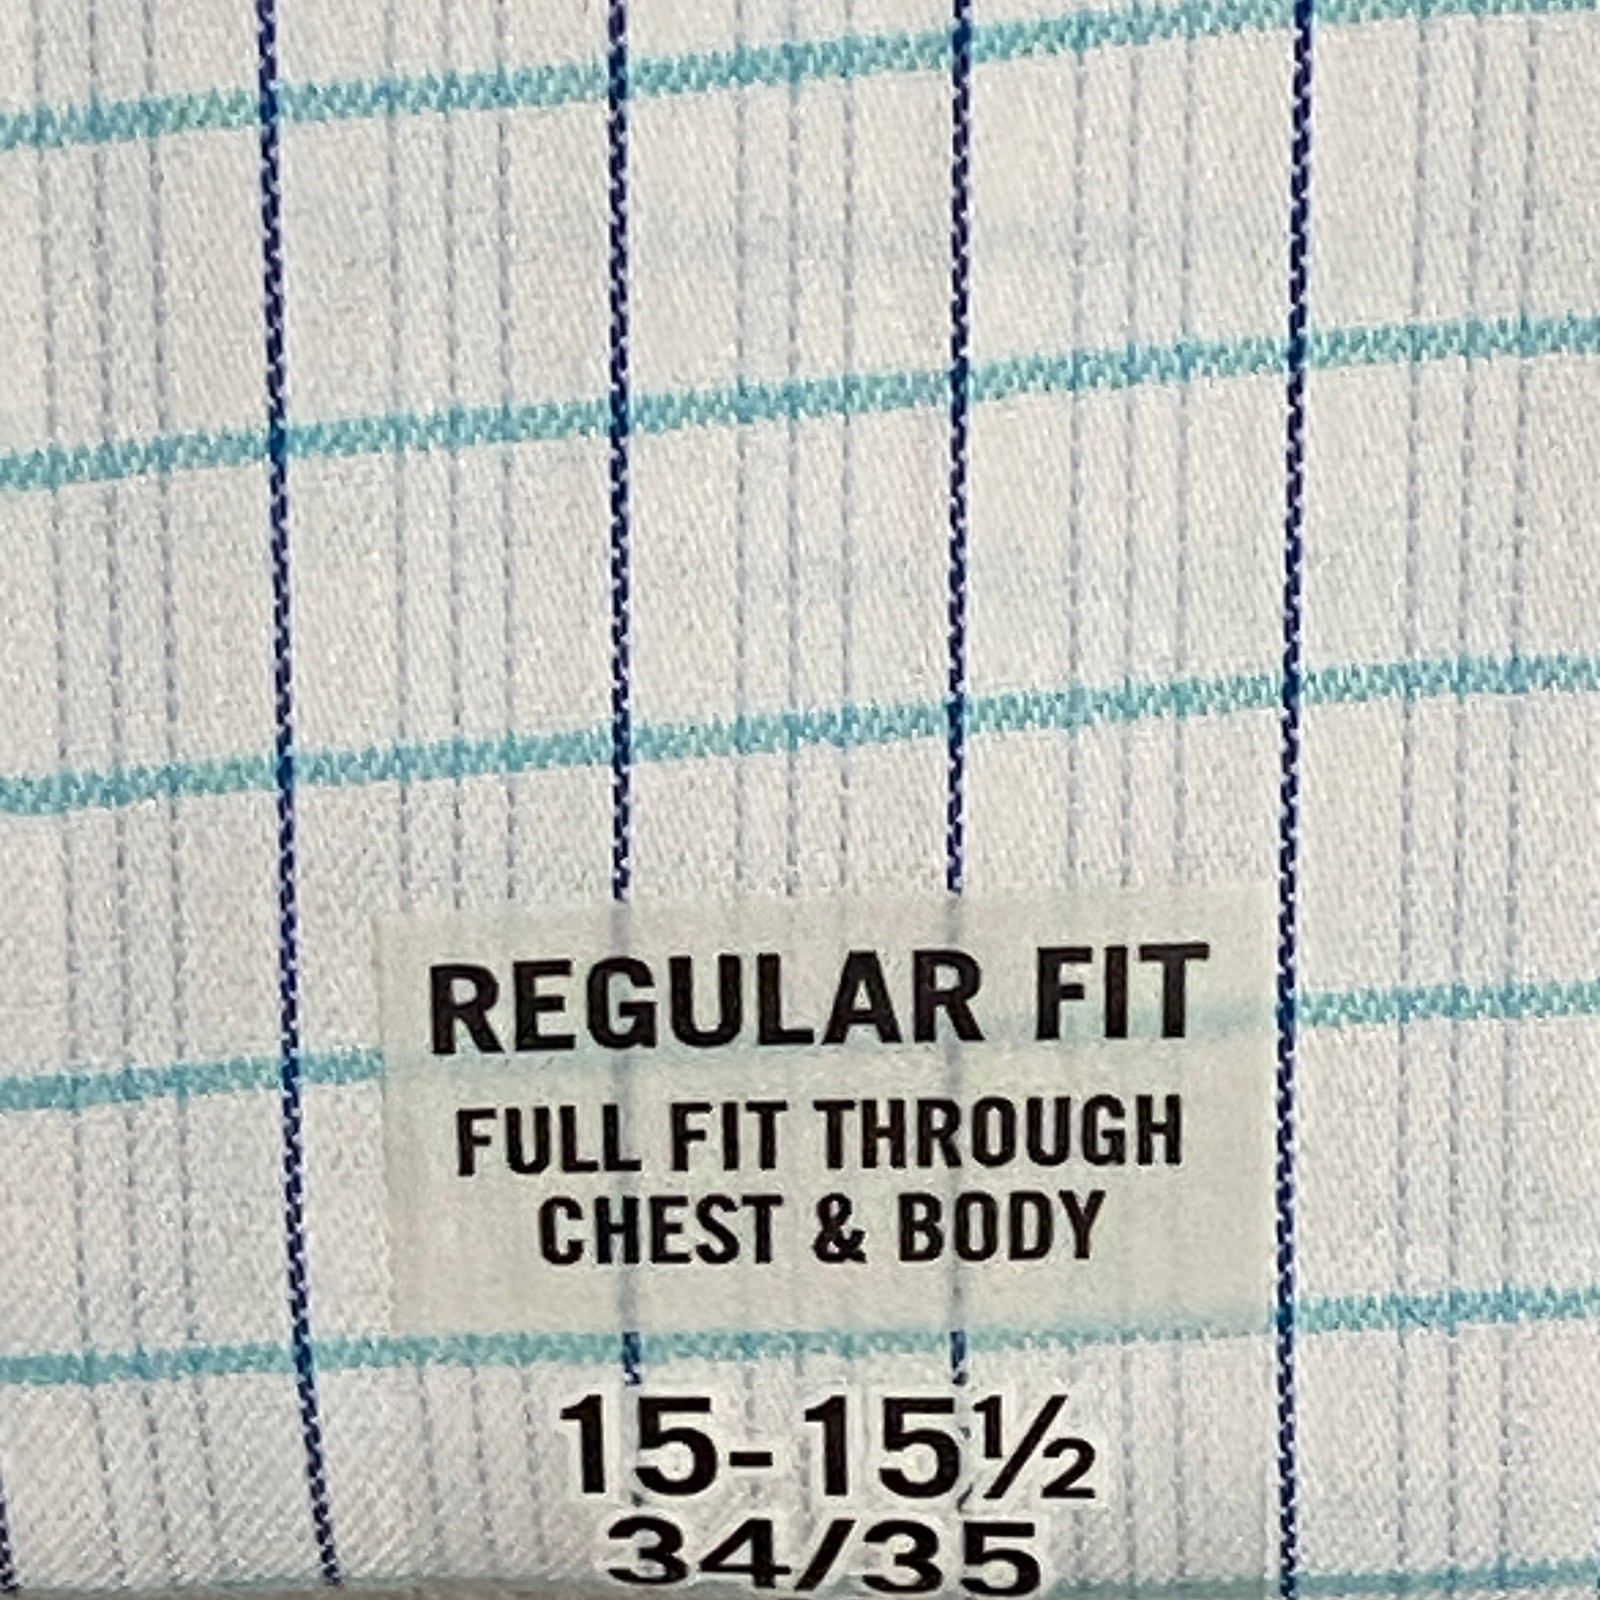 REGULAR FIT
FULL FIT THROUGH
CHEST & BODY
15-15½
34/35